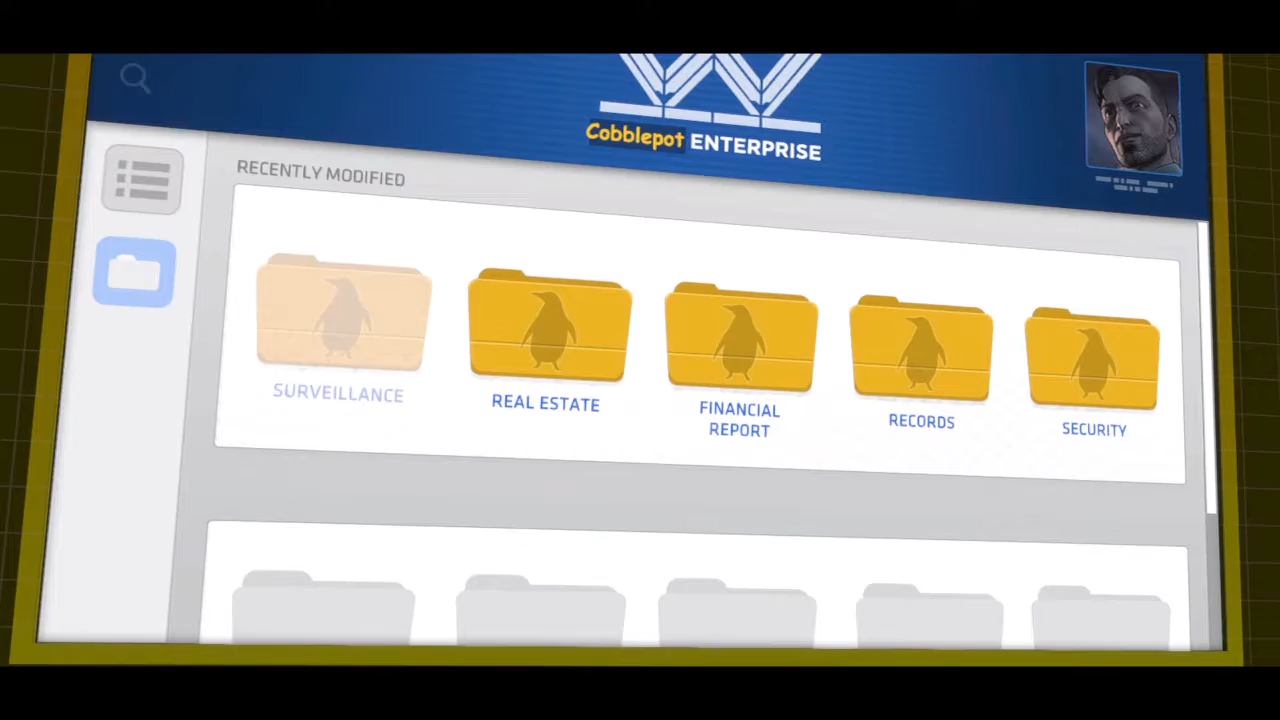 Cobblepot ENTERPRISE
RECENTLY MODIFIED
SURVEILLANCE
REAL ESTATE
FINANCIAL
REPORT
RECORDS
SECURITY